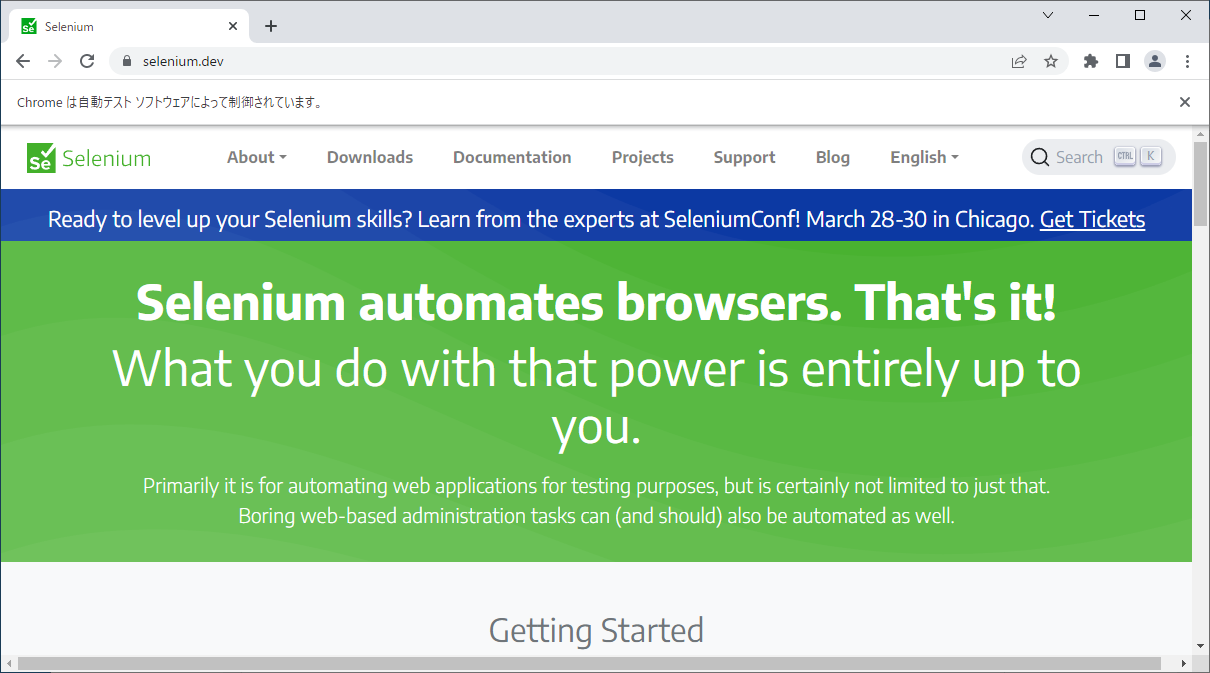 Selenium
selenium.dev
Chrome は自動テスト ソフトウェアによって制御されています。
Se Selenium
About Downloads Documentation Projects Support Blog English Search CTRL K
Ready to level up your Selenium skills? Learn from the experts at SeleniumConf! March 28-30 in Chicago. Get Tickets
Selenium automates browsers. That's it!
What you do with that power is entirely up to
you.
Primarily it is for automating web applications for testing purposes, but is certainly not limited to just that.
Boring web-based administration tasks can (and should) also be automated as well.
Getting Started